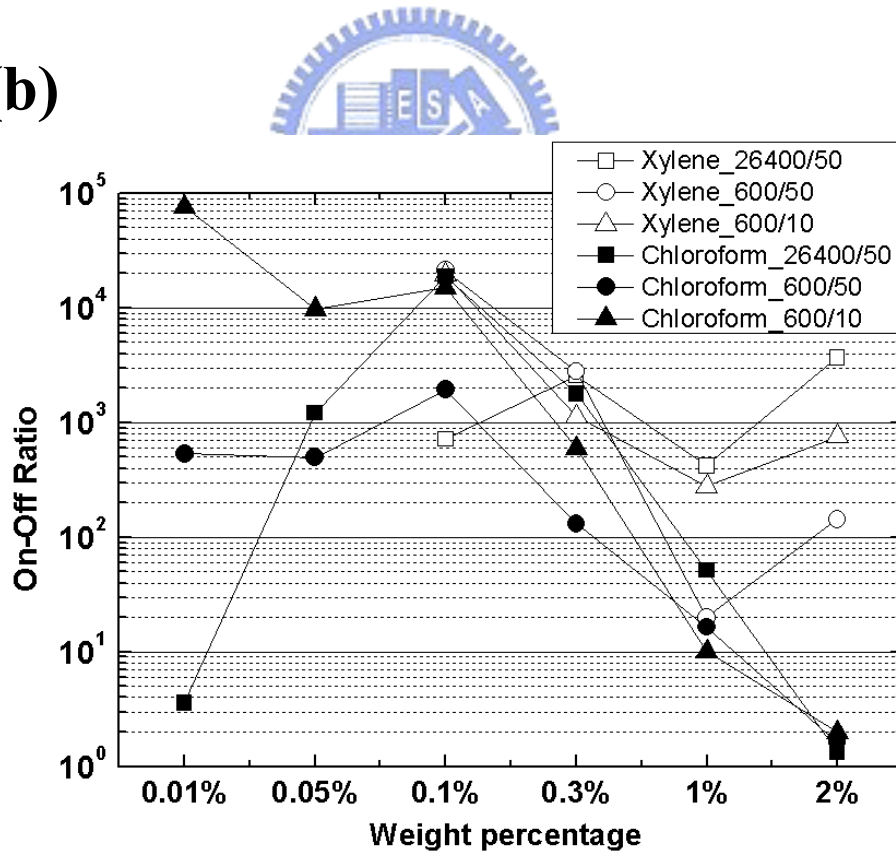 (b)
E S A
Xylene_26400/50
Xylene_600/50
Xylene_600/10
Chloroform_26400/50
Chloroform_600/50
Chloroform_600/10
10^5
10^4
10^3
10^2
10^1
10^0
On-Off Ratio
0.01% 0.05% 0.1% 0.3% 1% 2%
Weight percentage